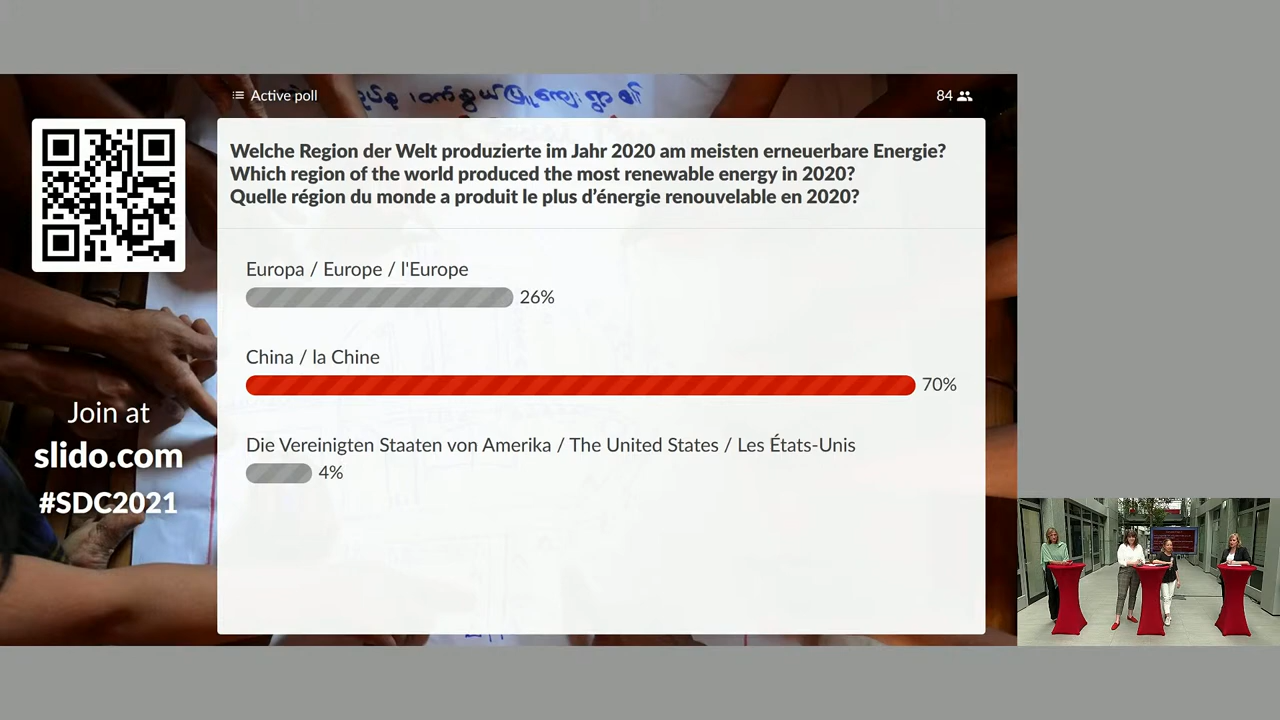 Active poll
84
Welche Region der Welt produzierte im Jahr 2020 am meisten erneuerbare Energie?
Which region of the world produced the most renewable energy in 2020?
Quelle région du monde a produit le plus d’énergie renouvelable en 2020?
Europa / Europe / l'Europe
26%
China / la Chine
70%
Die Vereinigten Staaten von Amerika / The United States / Les États-Unis
4%
Join at
slido.com
#SDC2021